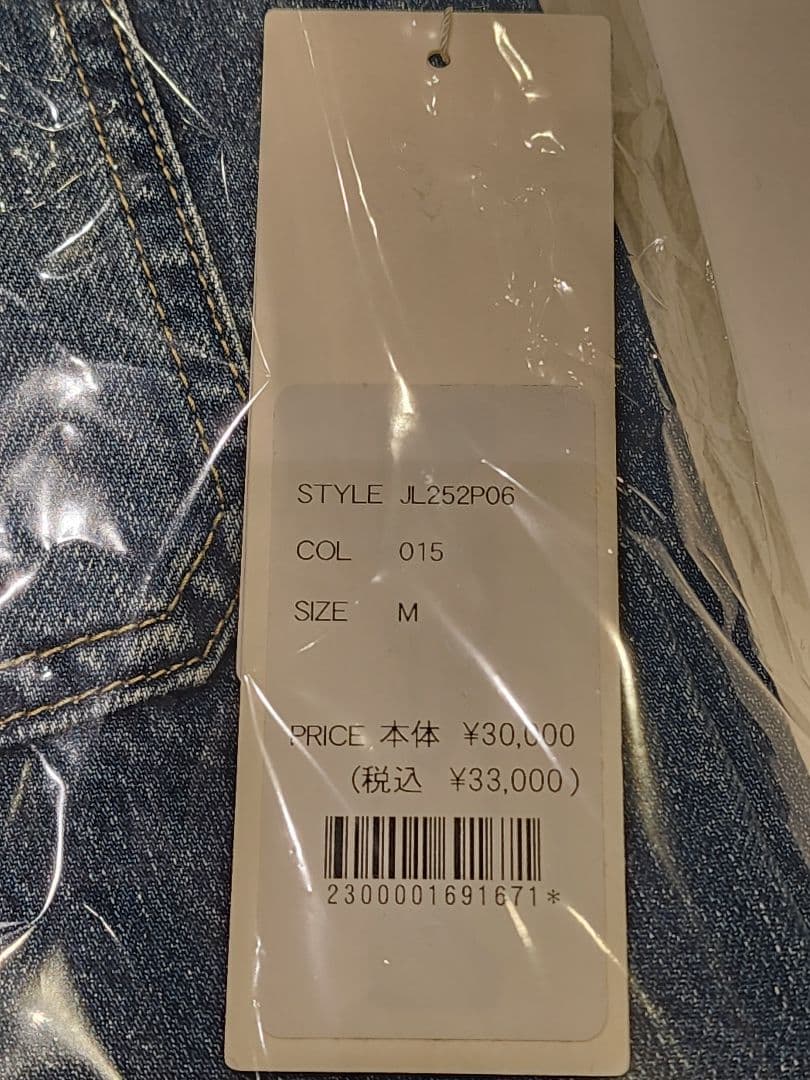 STYLE JL252P06
COL 015
SIZE M
PRICE 本体 ¥30,000
(税込 ¥33,000)
2300001691671*